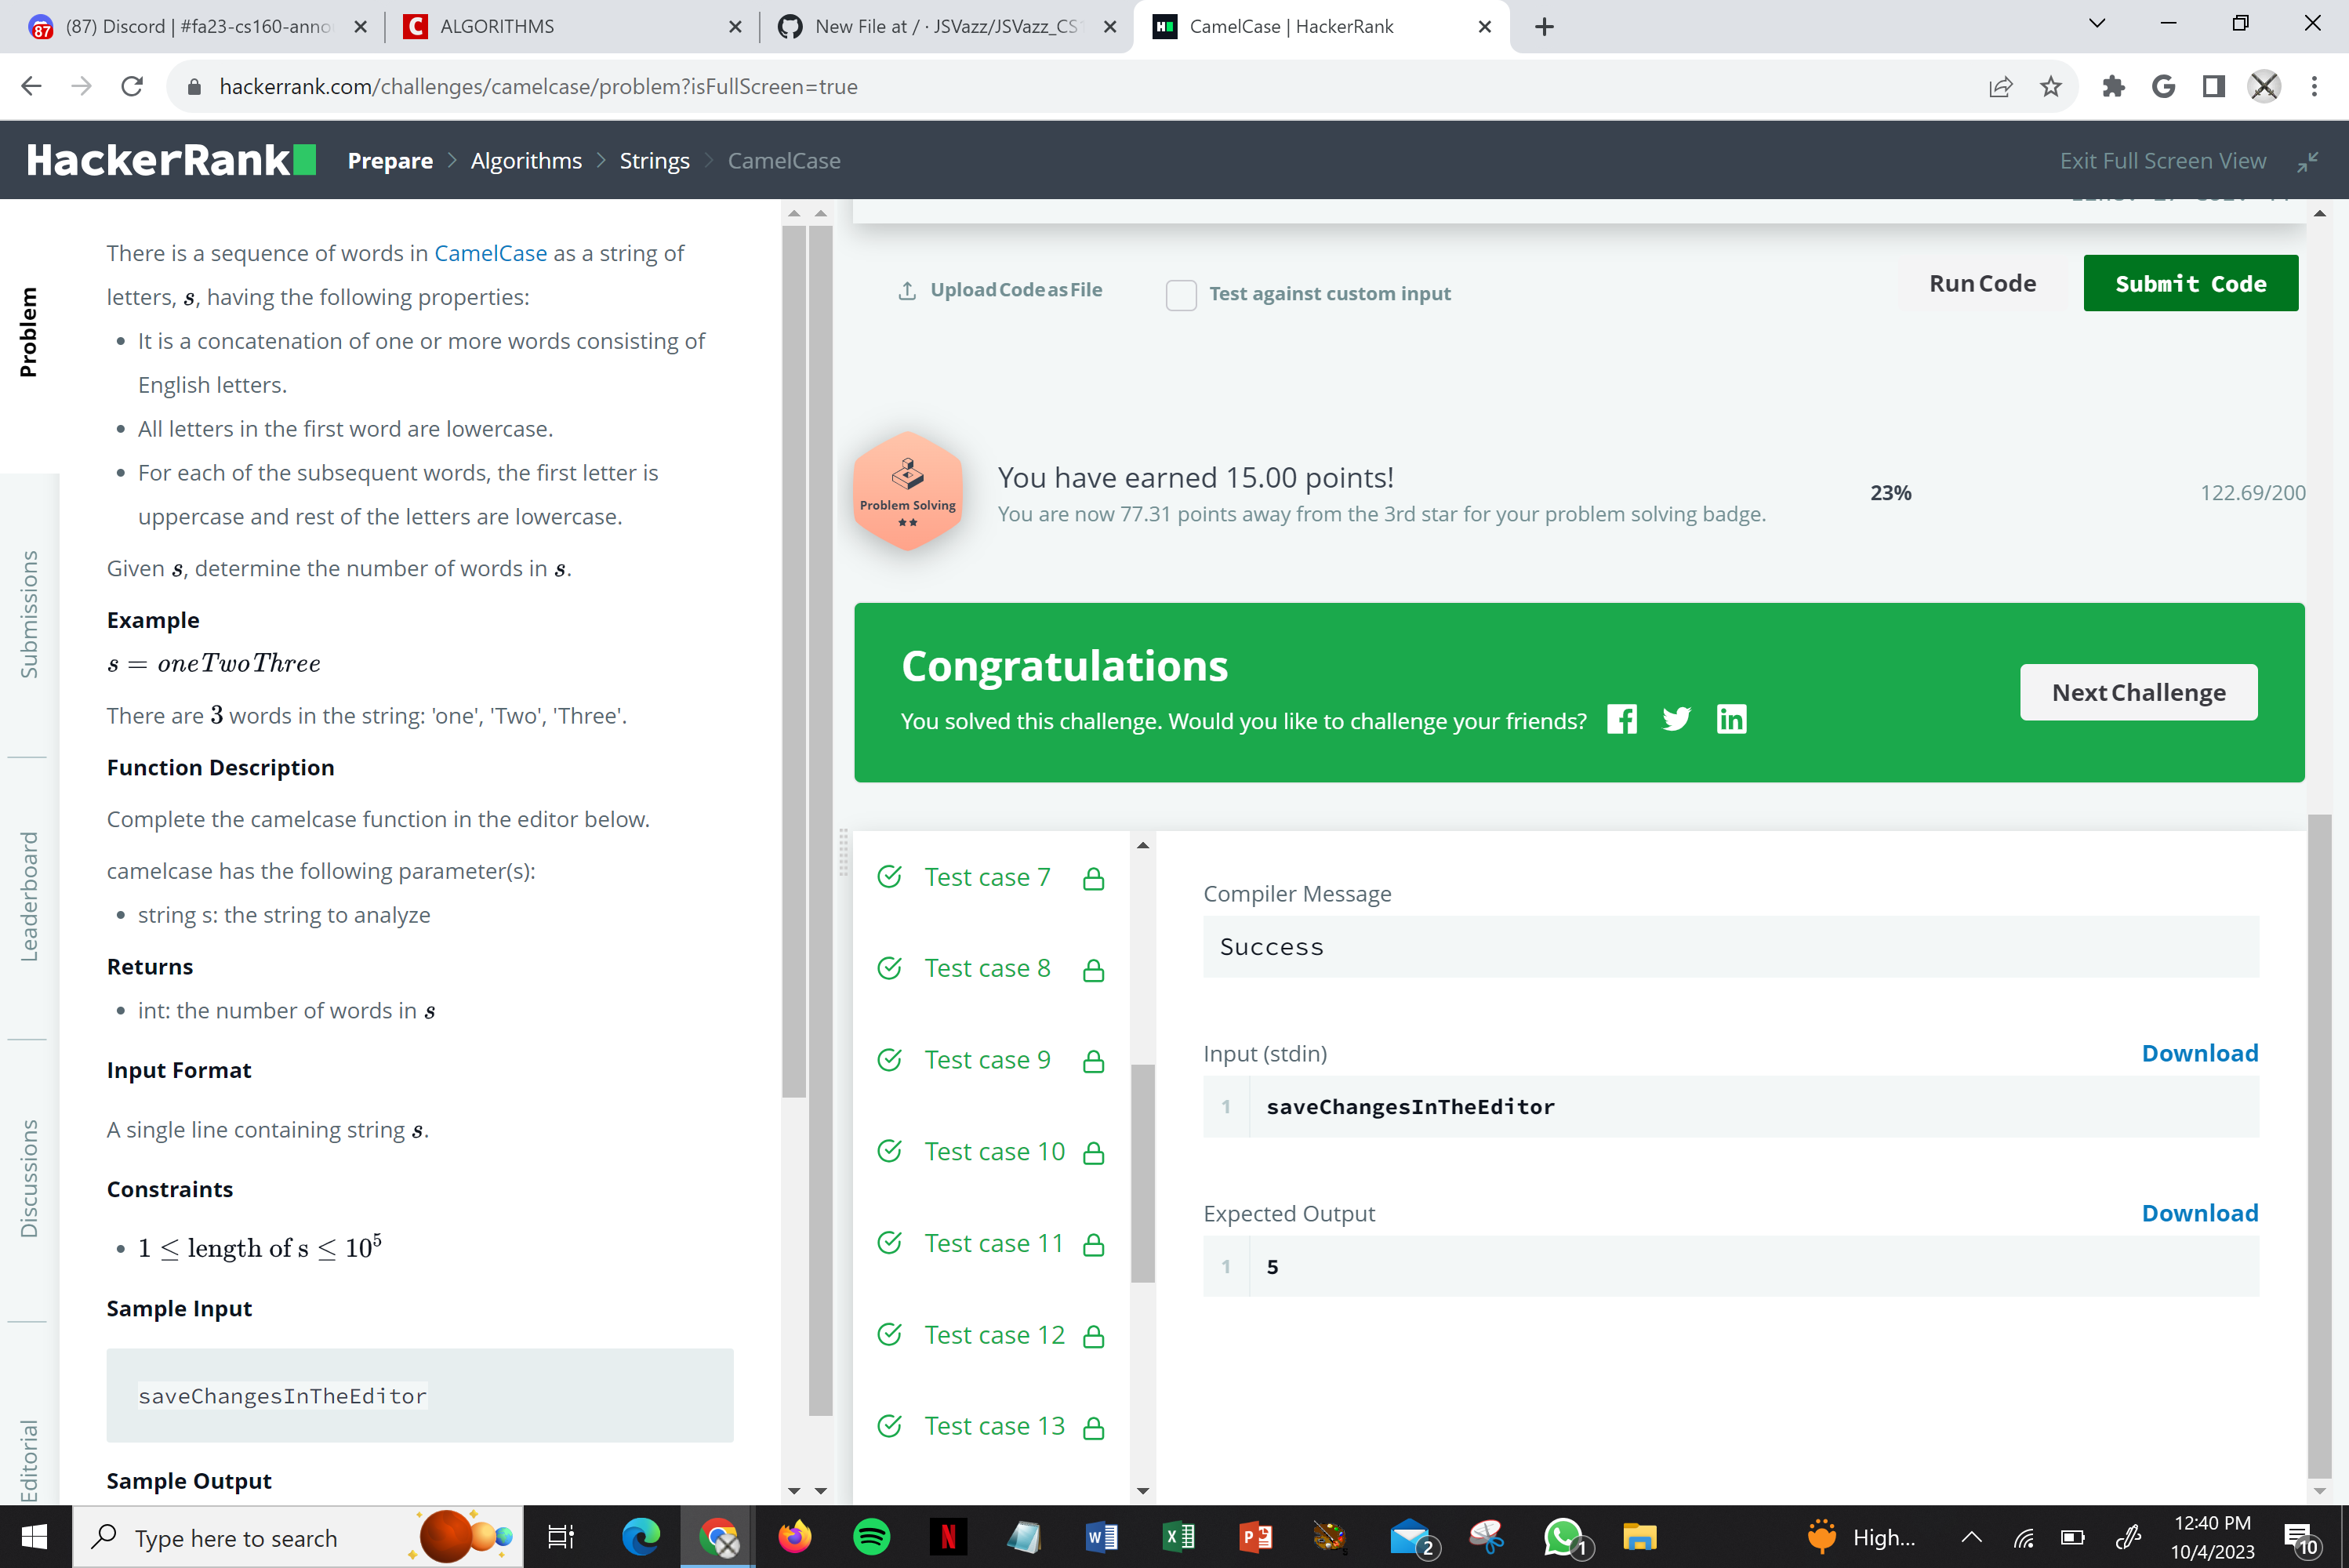 (87) Discord | #fa23-cs160-anno
ALGORITHMS
New File at / · JSVazz/JSVazz_CS
CamelCase | HackerRank
hackerrank.com/challenges/camelcase/problem?isFullScreen=true
HackerRank
Prepare > Algorithms > Strings > CamelCase
Exit Full Screen View
Problem
Submissions
Leaderboard
Discussions
Editorial
There is a sequence of words in CamelCase as a string of
letters, s, having the following properties:
• It is a concatenation of one or more words consisting of
English letters.
• All letters in the first word are lowercase.
• For each of the subsequent words, the first letter is
uppercase and rest of the letters are lowercase.
Given s, determine the number of words in s.
Example
s = oneTwoThree
There are 3 words in the string: 'one', 'Two', 'Three'.
Function Description
Complete the camelcase function in the editor below.
camelcase has the following parameter(s):
• string s: the string to analyze
Returns
• int: the number of words in s
Input Format
A single line containing string s.
Constraints
• 1 ≤ length of s ≤ 10⁵
Sample Input
saveChangesInTheEditor
Sample Output
Upload Code as File
Test against custom input
Run Code
Submit Code
Problem Solving
You have earned 15.00 points!
You are now 77.31 points away from the 3rd star for your problem solving badge.
23%
122.69/200
Congratulations
You solved this challenge. Would you like to challenge your friends?
Next Challenge
Test case 7
Test case 8
Test case 9
Test case 10
Test case 11
Test case 12
Test case 13
Compiler Message
Success
Input (stdin)
Download
1 saveChangesInTheEditor
Expected Output
Download
1 5
Type here to search
2
1
High...
12:40 PM
10/4/2023
10